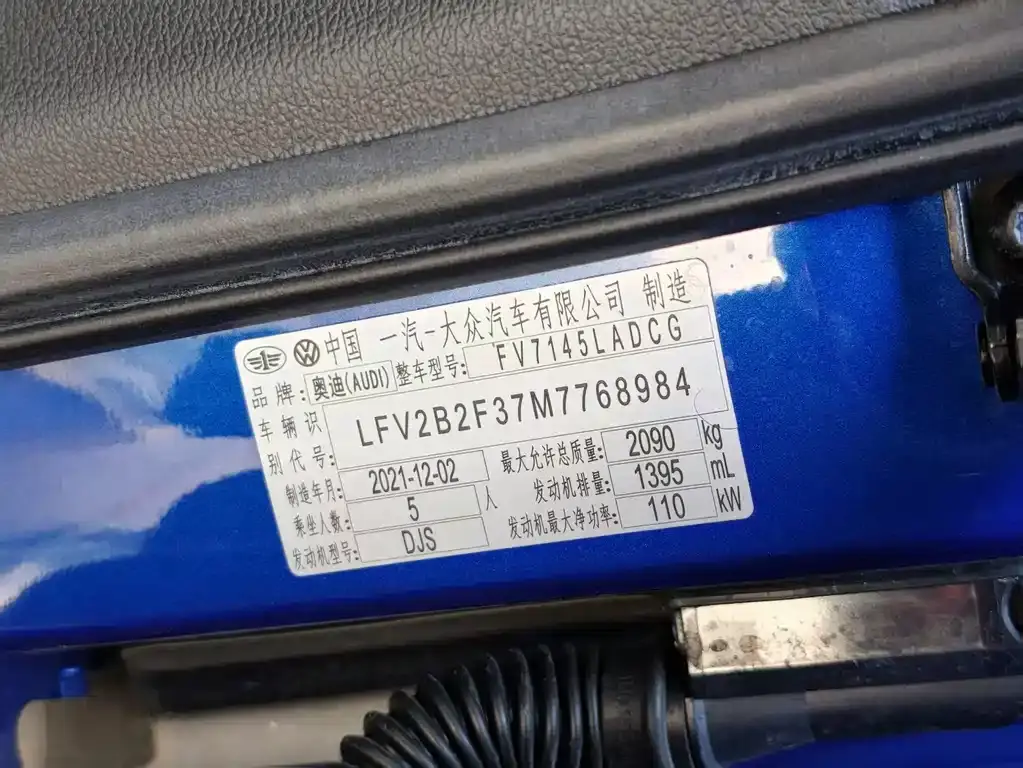 中国 一汽-大众汽车有限公司 制造
品牌: 奥迪(AUDI) 整车型号: FV7145LADCG
车辆识别代号: LFV2B2F37M7768984
制造年月: 2021-12-02 最大允许总质量: 2090 kg
乘坐人数: 5 人 发动机排量: 1395 mL
发动机型号: DJS 发动机最大净功率: 110 kW